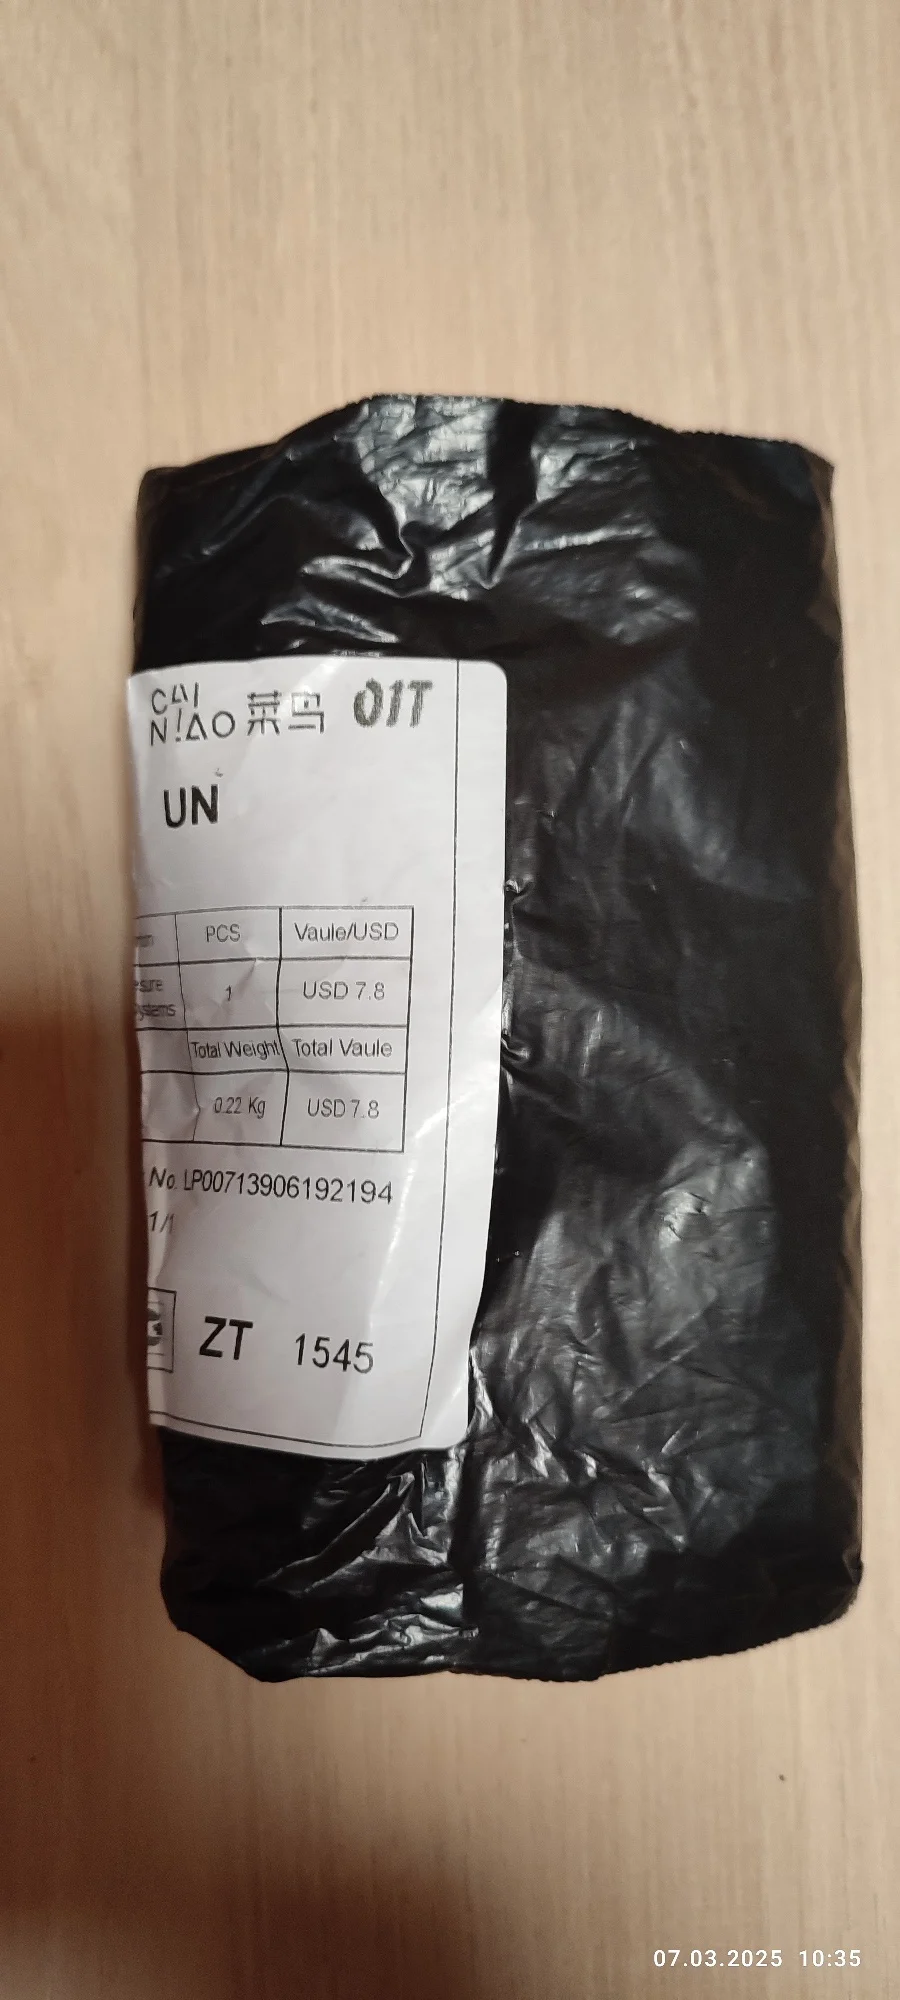 CAI NIAO 菜鸟 01T
UN
PCS Vaule/USD
1 USD 7.8
Total Weight Total Vaule
0.22 Kg USD 7.8
No. LP00713906192194
1/1
ZT 1545
07.03.2025 10:35